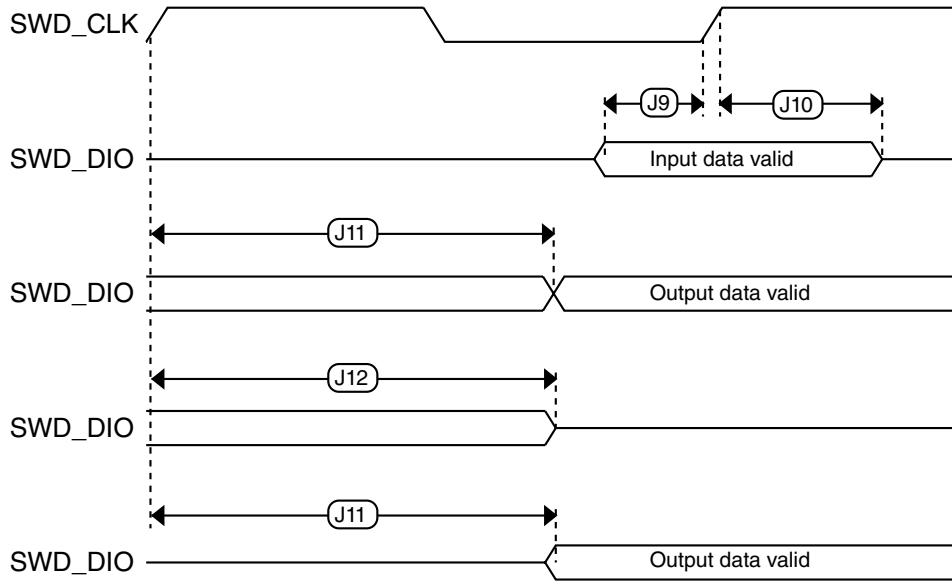 SWD_CLK
J9
J10
SWD_DIO
Input data valid
J11
SWD_DIO
Output data valid
J12
SWD_DIO
J11
SWD_DIO
Output data valid